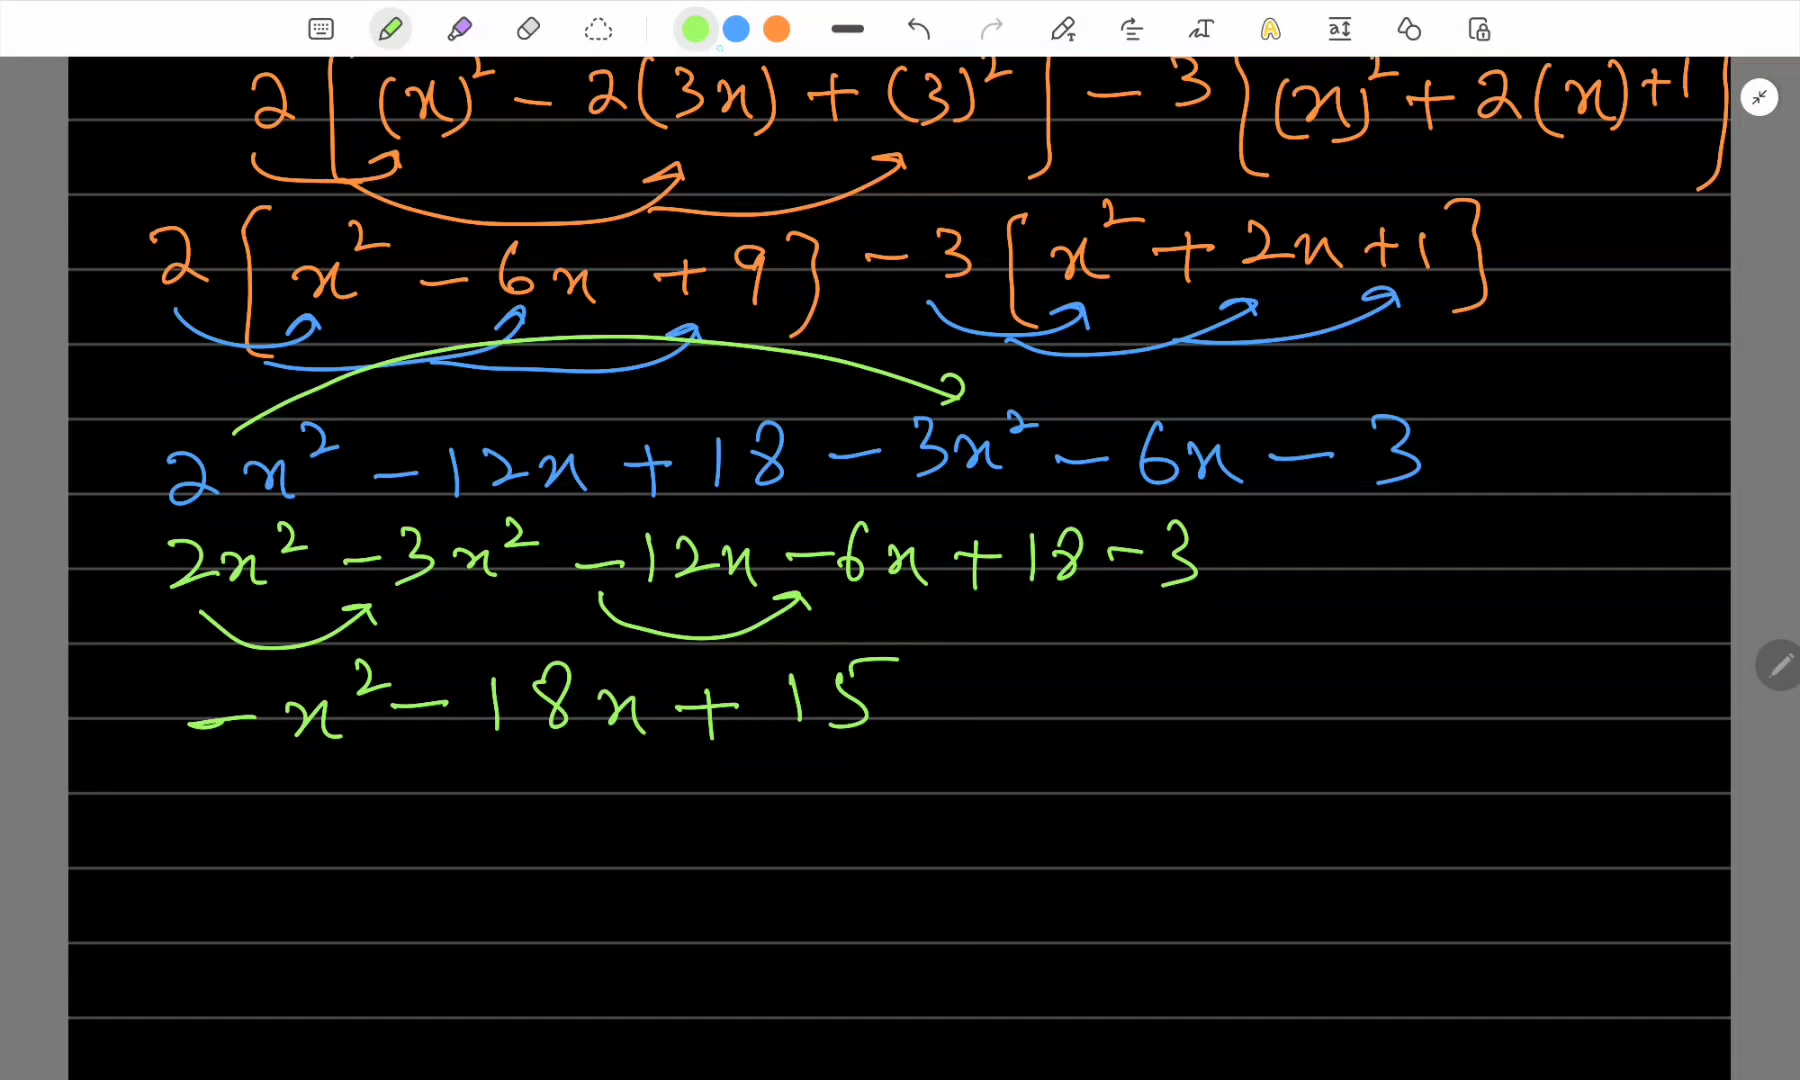 2[(x)² - 2(3x) + (3)²] - 3[(x)² + 2(x) + 1]
2[x² - 6x + 9] - 3[x² + 2x + 1]
2x² - 12x + 18 - 3x² - 6x - 3
2x² - 3x² - 12x - 6x + 18 - 3
- x² - 18x + 15